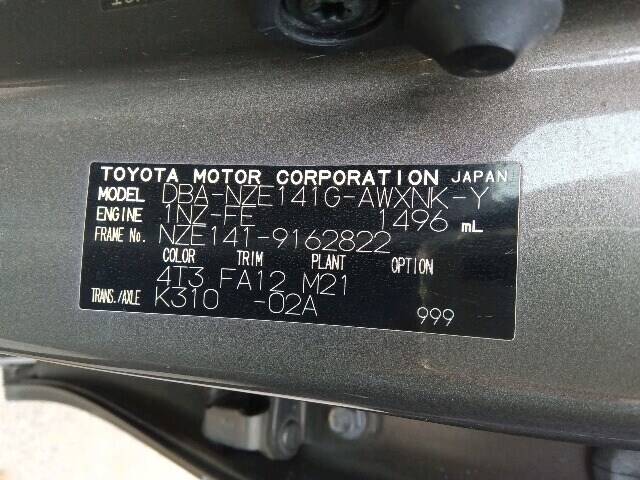 TOYOTA MOTOR CORPORATION JAPAN
MODEL DBA-NZE141G-AWXNK-Y
ENGINE 1NZ-FE 1496 mL
FRAME No. NZE141-9162822
COLOR TRIM PLANT OPTION
4T3 FA12 M21
TRANS./AXLE K310 -02A
999